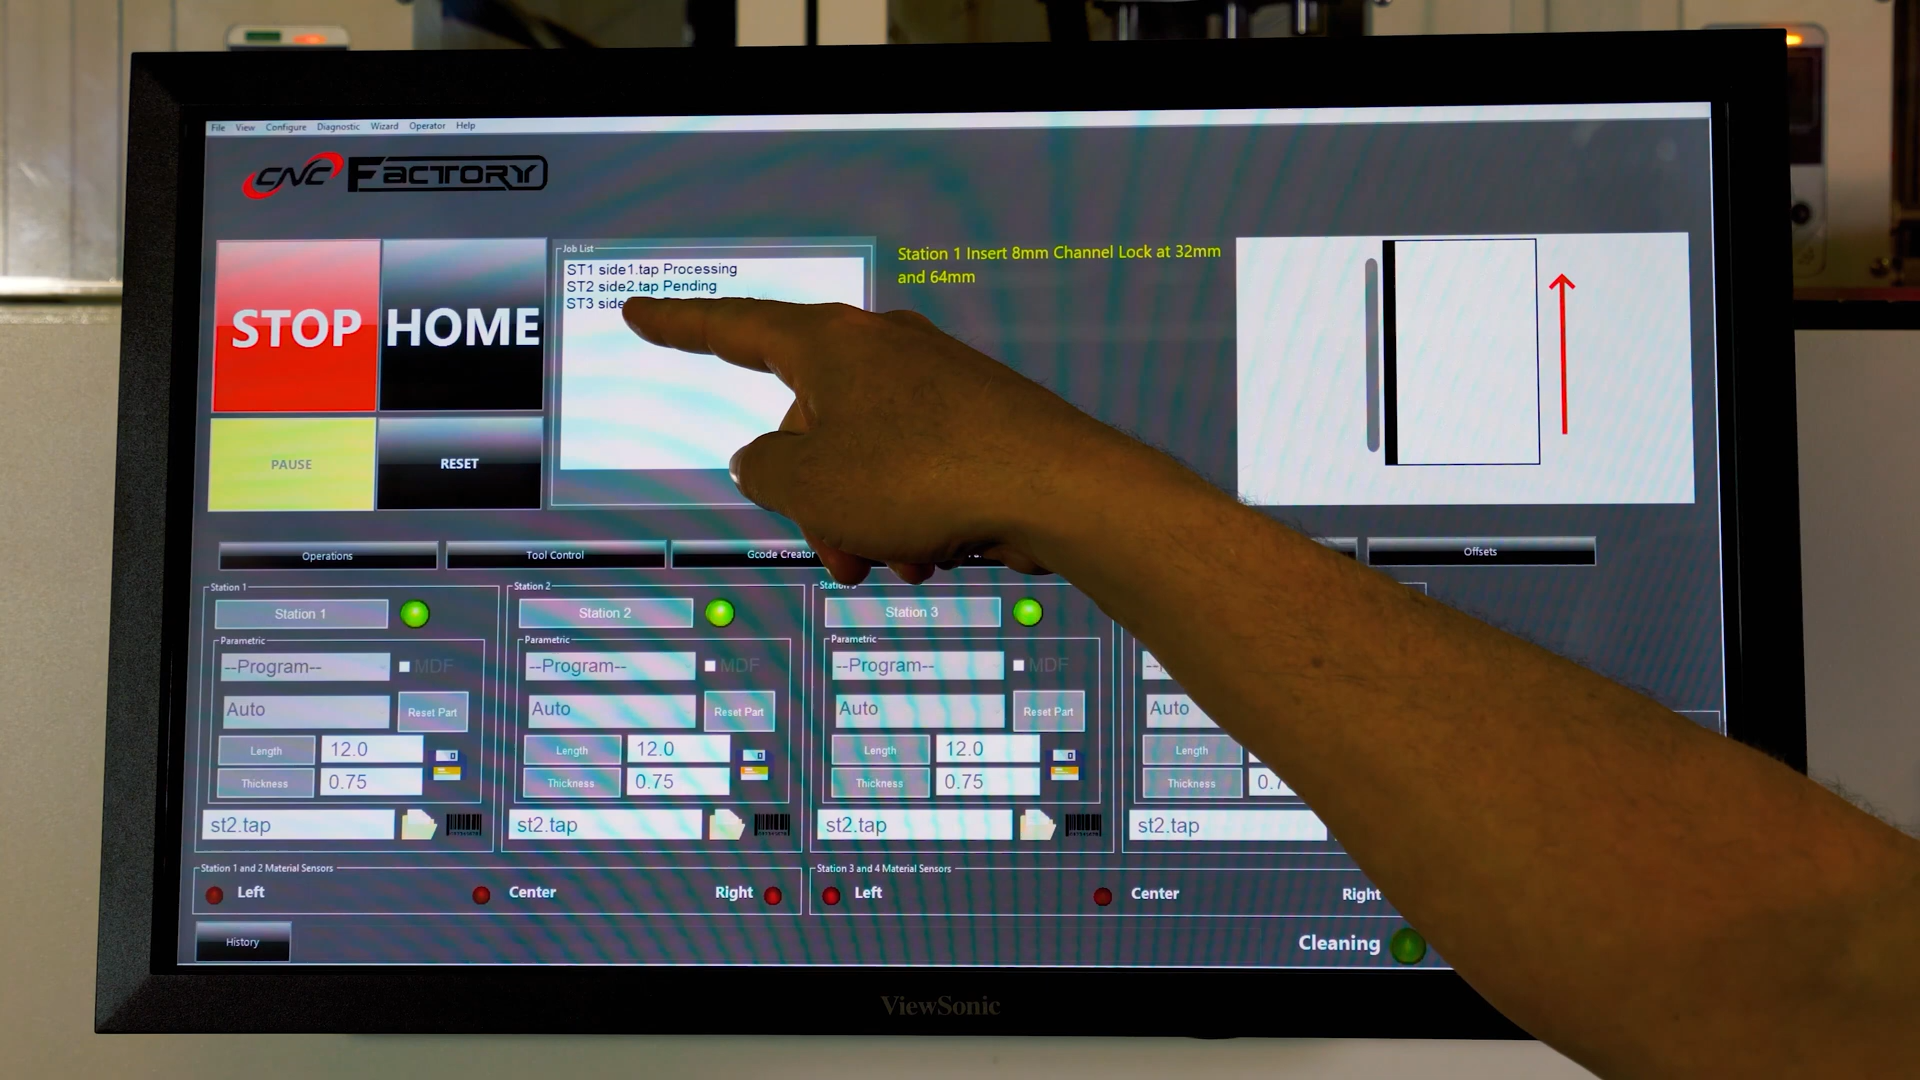 File View Configure Diagnostic Wizard Operator Help
CNC FACTORY
Job List
ST1 side1.tap Processing
ST2 side2.tap Pending
ST3
Station 1 Insert 8mm Channel Lock at 32mm
and 64mm
STOP HOME
PAUSE RESET
Operations Tool Control Gcode Creator Offsets
Station 1 Station 2 Station 3
Station 1 Station 2 Station 3
Parametric Parametric Parametric
--Program-- MDF --Program-- MDF --Program-- MDF
Auto Reset Part Auto Reset Part Auto Reset Part Auto
Length 12.0 Length 12.0 Length 12.0 Length
Thickness 0.75 Thickness 0.75 Thickness 0.75 Thickness
st2.tap st2.tap st2.tap st2.tap
Station 1 and 2 Material Sensors Station 3 and 4 Material Sensors
Left Center Right Left Center Right
History
Cleaning
ViewSonic